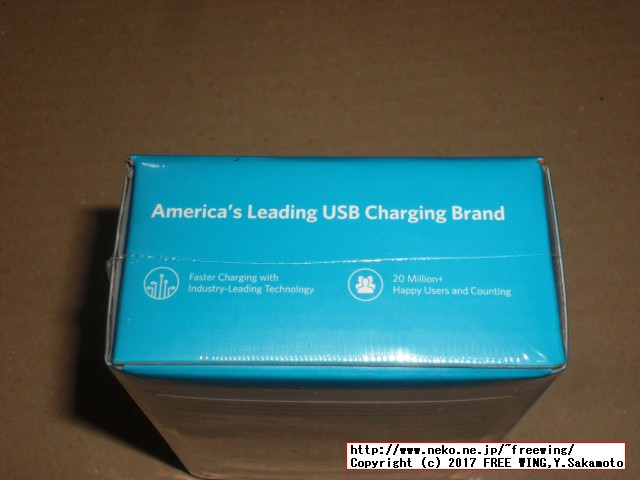 America's Leading USB Charging Brand
Faster Charging with
Industry-Leading Technology
20 Million+
Happy Users and Counting
http://www.neko.ne.jp/~freewing/
Copyright (c) 2017 FREE WING,Y.Sakamoto